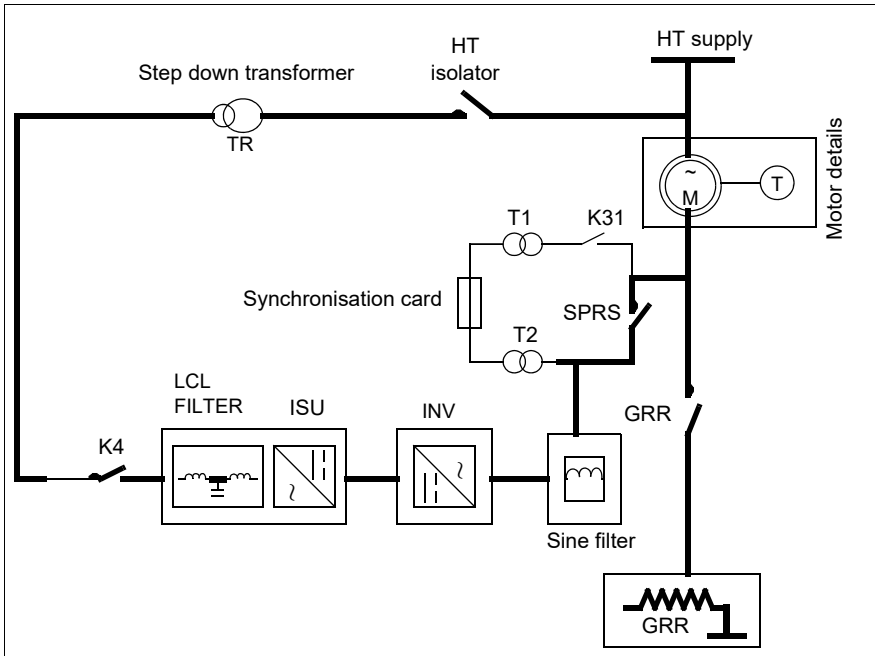 HT supply
HT
isolator
Step down transformer
TR
~
M
T
Motor details
T1
K31
Synchronisation card
SPRS
T2
LCL
FILTER
ISU
INV
GRR
K4
~
~
Sine filter
GRR